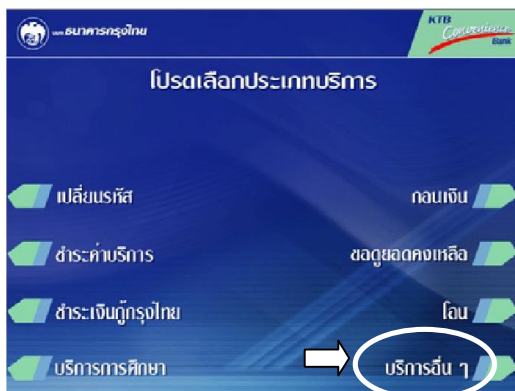 บมจ.ธนาคารกรุงไทย
KTB
Convenience
Bank
โปรดเลือกประเภทบริการ
เปลี่ยนรหัส
ถอนเงิน
ชำระค่าบริการ
ขอดูยอดคงเหลือ
ชำระเงินกู้กรุงไทย
โอน
บริการการศึกษา
บริการอื่น ๆ